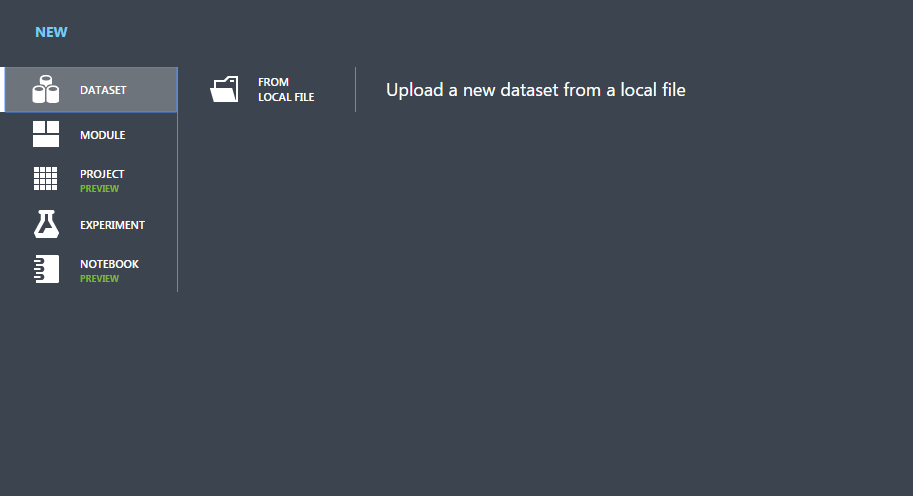 NEW
DATASET
MODULE
PROJECT
PREVIEW
EXPERIMENT
NOTEBOOK
PREVIEW
FROM
LOCAL FILE
Upload a new dataset from a local file